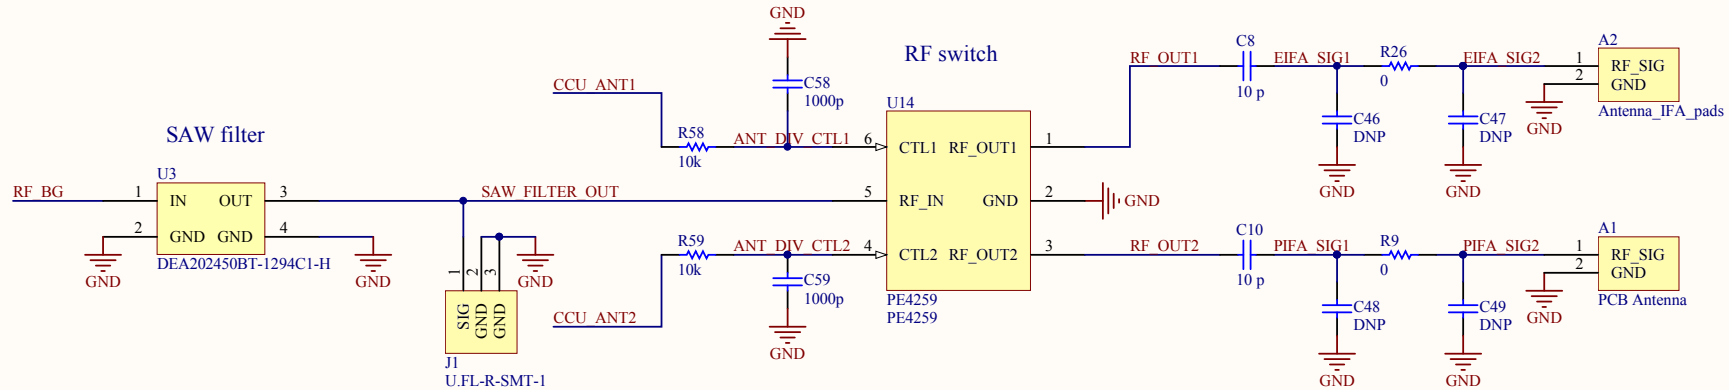 GND
RF switch
SAW filter
CCU_ANT1
C58
1000p
R58
10k
ANT_DIV_CTL1
6
U14
CTL1
RF_OUT1
1
RF_IN
GND
2
GND
CTL2
RF_OUT2
3
PE4259
PE4259
RF_OUT1
C8
10 p
EIFA_SIG1
R26
0
EIFA_SIG2
1
2
A2
RF_SIG
GND
Antenna_IFA_pads
GND
C46
DNP
GND
C47
DNP
GND
RF_BG
1
U3
IN
OUT
3
2
GND
GND
4
GND
DEA202450BT-1294C1-H
GND
SAW_FILTER_OUT
5
1
2
3
GND
SIG
GND
GND
J1
U.FL-R-SMT-1
R59
10k
ANT_DIV_CTL2
4
C59
1000p
GND
CCU_ANT2
RF_OUT2
C10
10 p
PIFA_SIG1
R9
0
PIFA_SIG2
1
2
A1
RF_SIG
GND
PCB Antenna
GND
C48
DNP
GND
C49
DNP
GND